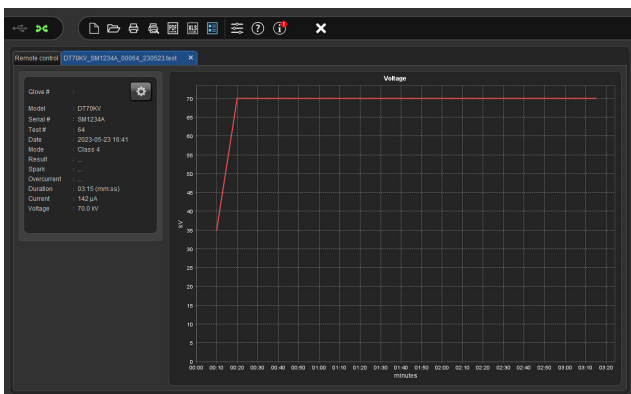 PDF XLS
Remote control DT70KV_SM1234A_00064_230523.test ×
Glove # :
Model : DT70KV
Serial # : SM1234A
Test # : 64
Date : 2023-05-23 16:41
Mode : Class 4
Result : ...
Spark : ...
Overcurrent : ...
Duration : 03:15 (mm:ss)
Current : 142 µA
Voltage : 70.0 kV
Voltage
70
65
60
55
50
45
40
35
30
25
20
15
10
5
0
kV
00:00 00:10 00:20 00:30 00:40 00:50 01:00 01:10 01:20 01:30 01:40 01:50 02:00 02:10 02:20 02:30 02:40 02:50 03:00 03:10 03:20
minutes